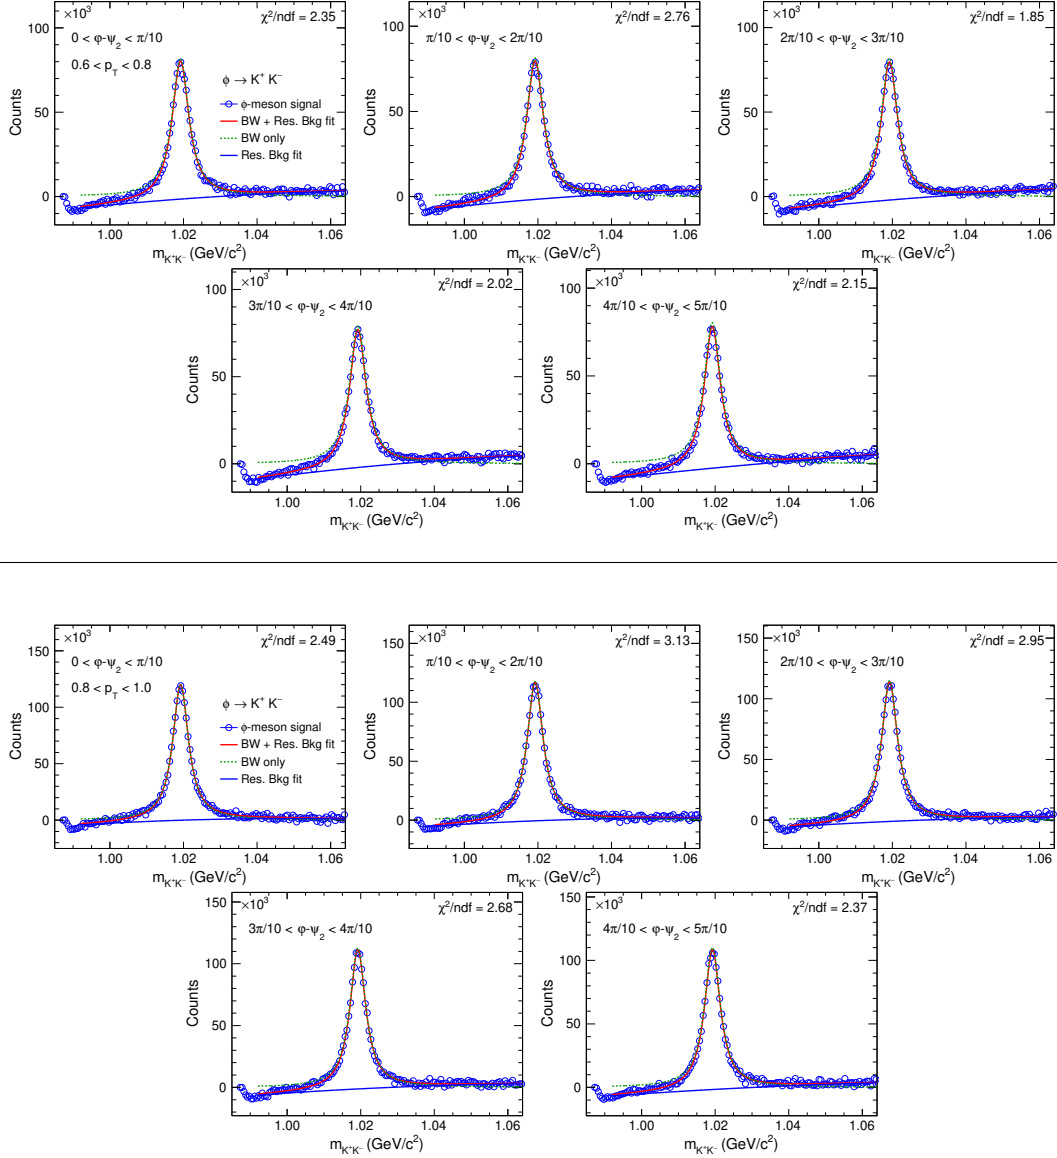 ×10³
χ²/ndf = 2.35
0 < φ-ψ₂ < π/10
0.6 < p_T < 0.8
ϕ → K⁺ K⁻
ϕ-meson signal
BW + Res. Bkg fit
BW only
Res. Bkg fit
Counts
100
50
0
1.00 1.02 1.04 1.06
m_K⁺K⁻ (GeV/c²)
×10³
χ²/ndf = 2.76
π/10 < φ-ψ₂ < 2π/10
Counts
100
50
0
1.00 1.02 1.04 1.06
m_K⁺K⁻ (GeV/c²)
×10³
χ²/ndf = 1.85
2π/10 < φ-ψ₂ < 3π/10
Counts
100
50
0
1.00 1.02 1.04 1.06
m_K⁺K⁻ (GeV/c²)
×10³
χ²/ndf = 2.02
3π/10 < φ-ψ₂ < 4π/10
Counts
100
50
0
1.00 1.02 1.04 1.06
m_K⁺K⁻ (GeV/c²)
×10³
χ²/ndf = 2.15
4π/10 < φ-ψ₂ < 5π/10
Counts
100
50
0
1.00 1.02 1.04 1.06
m_K⁺K⁻ (GeV/c²)
×10³
χ²/ndf = 2.49
0 < φ-ψ₂ < π/10
0.8 < p_T < 1.0
ϕ → K⁺ K⁻
ϕ-meson signal
BW + Res. Bkg fit
BW only
Res. Bkg fit
Counts
150
100
50
0
1.00 1.02 1.04 1.06
m_K⁺K⁻ (GeV/c²)
×10³
χ²/ndf = 3.13
π/10 < φ-ψ₂ < 2π/10
Counts
150
100
50
0
1.00 1.02 1.04 1.06
m_K⁺K⁻ (GeV/c²)
×10³
χ²/ndf = 2.95
2π/10 < φ-ψ₂ < 3π/10
Counts
150
100
50
0
1.00 1.02 1.04 1.06
m_K⁺K⁻ (GeV/c²)
×10³
χ²/ndf = 2.68
3π/10 < φ-ψ₂ < 4π/10
Counts
150
100
50
0
1.00 1.02 1.04 1.06
m_K⁺K⁻ (GeV/c²)
×10³
χ²/ndf = 2.37
4π/10 < φ-ψ₂ < 5π/10
Counts
150
100
50
0
1.00 1.02 1.04 1.06
m_K⁺K⁻ (GeV/c²)